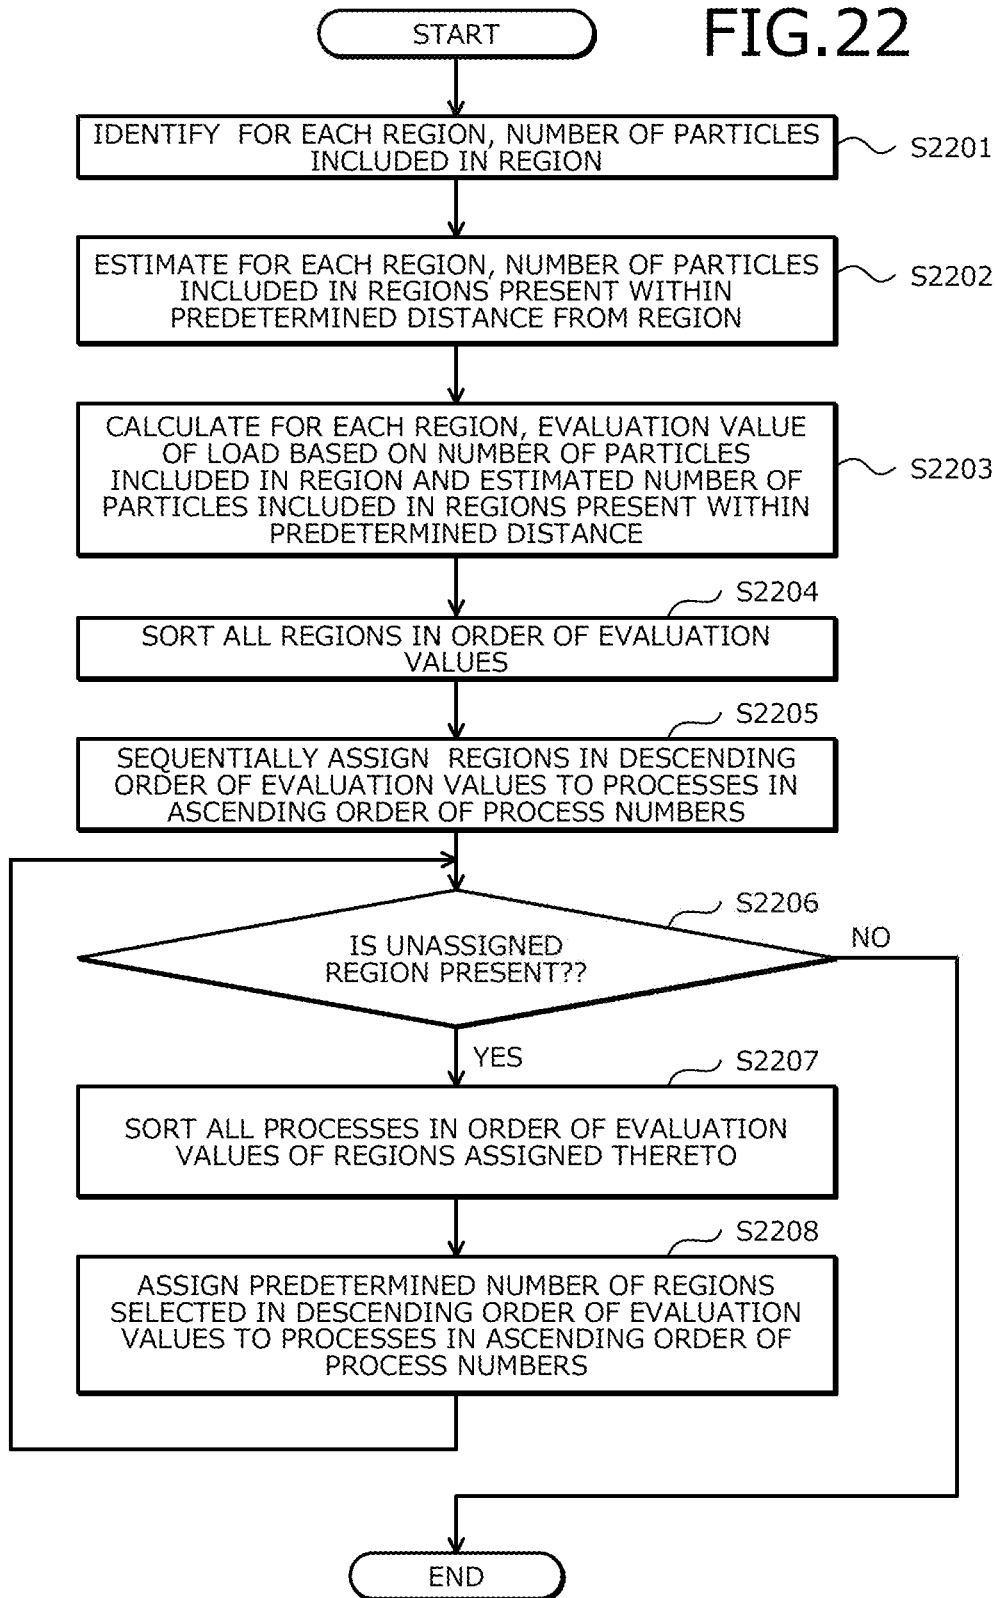 FIG.22
START
IDENTIFY FOR EACH REGION, NUMBER OF PARTICLES
INCLUDED IN REGION
S2201
ESTIMATE FOR EACH REGION, NUMBER OF PARTICLES
INCLUDED IN REGIONS PRESENT WITHIN
PREDETERMINED DISTANCE FROM REGION
S2202
CALCULATE FOR EACH REGION, EVALUATION VALUE
OF LOAD BASED ON NUMBER OF PARTICLES
INCLUDED IN REGION AND ESTIMATED NUMBER OF
PARTICLES INCLUDED IN REGIONS PRESENT WITHIN
PREDETERMINED DISTANCE
S2203
S2204
SORT ALL REGIONS IN ORDER OF EVALUATION
VALUES
S2205
SEQUENTIALLY ASSIGN REGIONS IN DESCENDING
ORDER OF EVALUATION VALUES TO PROCESSES IN
ASCENDING ORDER OF PROCESS NUMBERS
S2206
IS UNASSIGNED
REGION PRESENT??
NO
YES
S2207
SORT ALL PROCESSES IN ORDER OF EVALUATION
VALUES OF REGIONS ASSIGNED THERETO
S2208
ASSIGN PREDETERMINED NUMBER OF REGIONS
SELECTED IN DESCENDING ORDER OF EVALUATION
VALUES TO PROCESSES IN ASCENDING ORDER OF
PROCESS NUMBERS
END